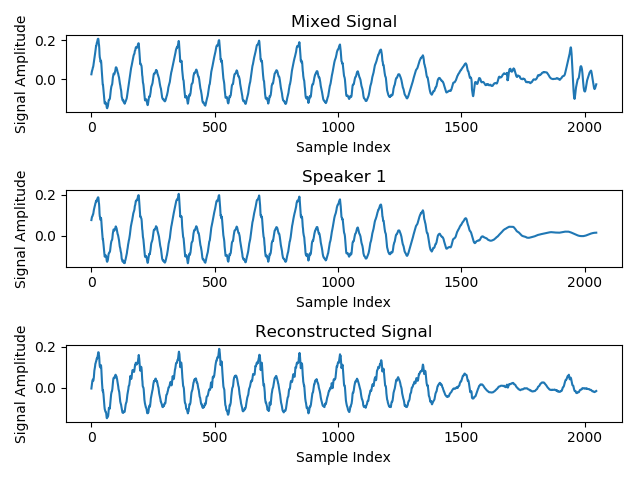 Mixed Signal
Signal Amplitude
0.2
0.0
0 500 1000 1500 2000
Sample Index
Speaker 1
Signal Amplitude
0.2
0.0
0 500 1000 1500 2000
Sample Index
Reconstructed Signal
Signal Amplitude
0.2
0.0
0 500 1000 1500 2000
Sample Index